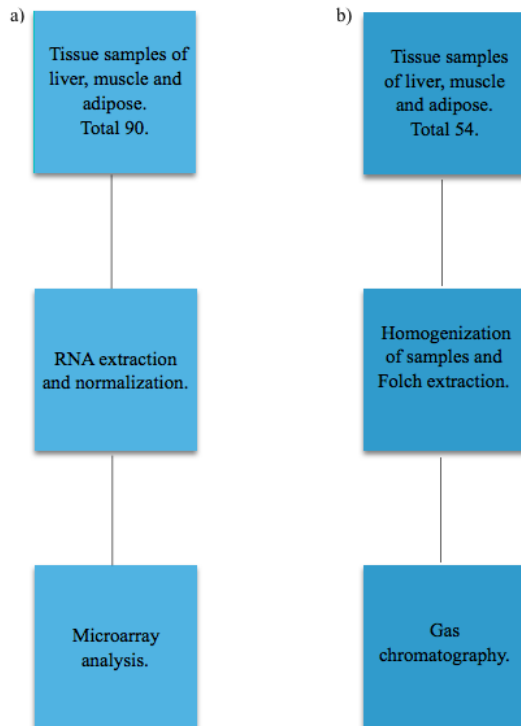 a)
Tissue samples of
liver, muscle and
adipose.
Total 90.
RNA extraction
and normalization.
Microarray
analysis.
b)
Tissue samples
of liver, muscle
and adipose.
Total 54.
Homogenization
of samples and
Folch extraction.
Gas
chromatography.